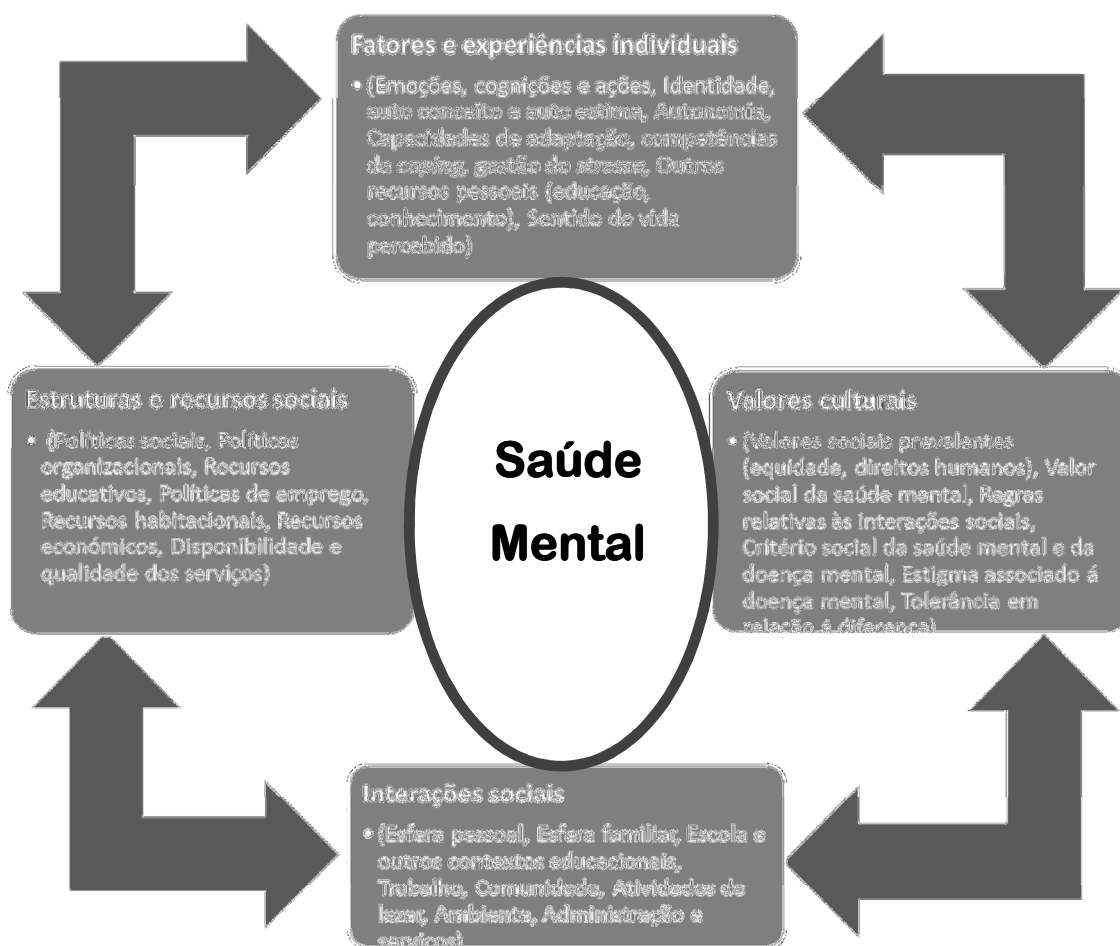 Fatores e experiências individuais
• (Emoções, cognições e ações, Identidade,
auto conceito e auto estima, Autonomia,
Capacidades de adaptação, competências
de coping, gestão do stresse, Outros
recursos pessoais (educação,
conhecimento), Sentido de vida
percebido)
Estruturas e recursos sociais
• (Políticas sociais, Políticas
organizacionais, Recursos
educativos, Políticas de emprego,
Recursos habitacionais, Recursos
económicos, Disponibilidade e
qualidade dos serviços)
Saúde
Mental
Valores culturais
• (Valores sociais prevalentes
(equidade, direitos humanos), Valor
social da saúde mental, Regras
relativas às interações sociais,
Critério social da saúde mental e da
doença mental, Estigma associado á
doença mental, Tolerância em
relação á diferença)
Interações sociais
• (Esfera pessoal, Esfera familiar, Escola e
outros contextos educacionais,
Trabalho, Comunidade, Atividades de
lazer, Ambiente, Administração e
serviços)